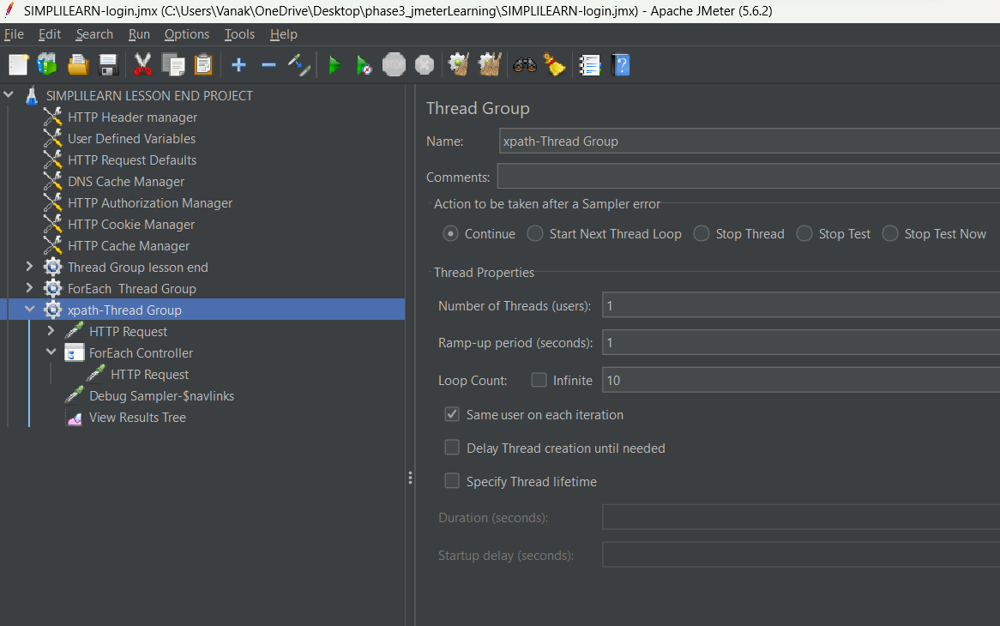 SIMPLILEARN-login.jmx (C:\Users\Vanak\OneDrive\Desktop\phase3_jmeterLearning\SIMPLILEARN-login.jmx) - Apache JMeter (5.6.2)
File Edit Search Run Options Tools Help
STOP
SIMPLILEARN LESSON END PROJECT
HTTP Header manager
User Defined Variables
HTTP Request Defaults
DNS Cache Manager
HTTP Authorization Manager
HTTP Cookie Manager
HTTP Cache Manager
Thread Group lesson end
ForEach  Thread Group
xpath-Thread Group
HTTP Request
ForEach Controller
HTTP Request
Debug Sampler-$navlinks
View Results Tree
Thread Group
Name: xpath-Thread Group
Comments:
Action to be taken after a Sampler error
Continue Start Next Thread Loop Stop Thread Stop Test Stop Test Now
Thread Properties
Number of Threads (users): 1
Ramp-up period (seconds): 1
Loop Count: Infinite 10
Same user on each iteration
Delay Thread creation until needed
Specify Thread lifetime
Duration (seconds):
Startup delay (seconds):